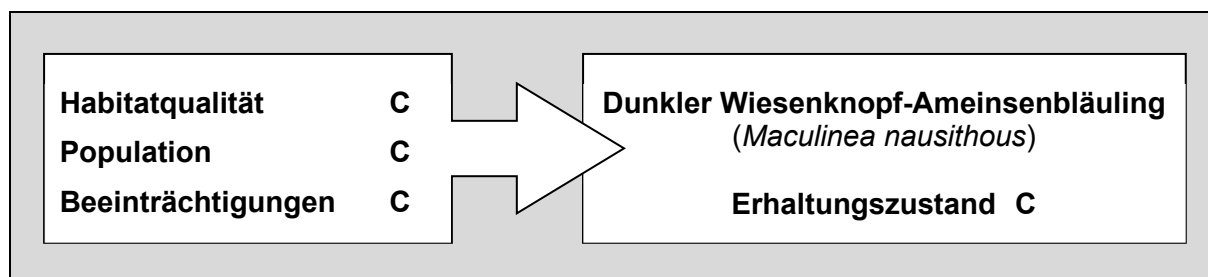 Habitatqualität C
Population C
Beeinträchtigungen C
Dunkler Wiesenknopf-Ameinsenbläuling
(Maculinea nausithous)
Erhaltungszustand C